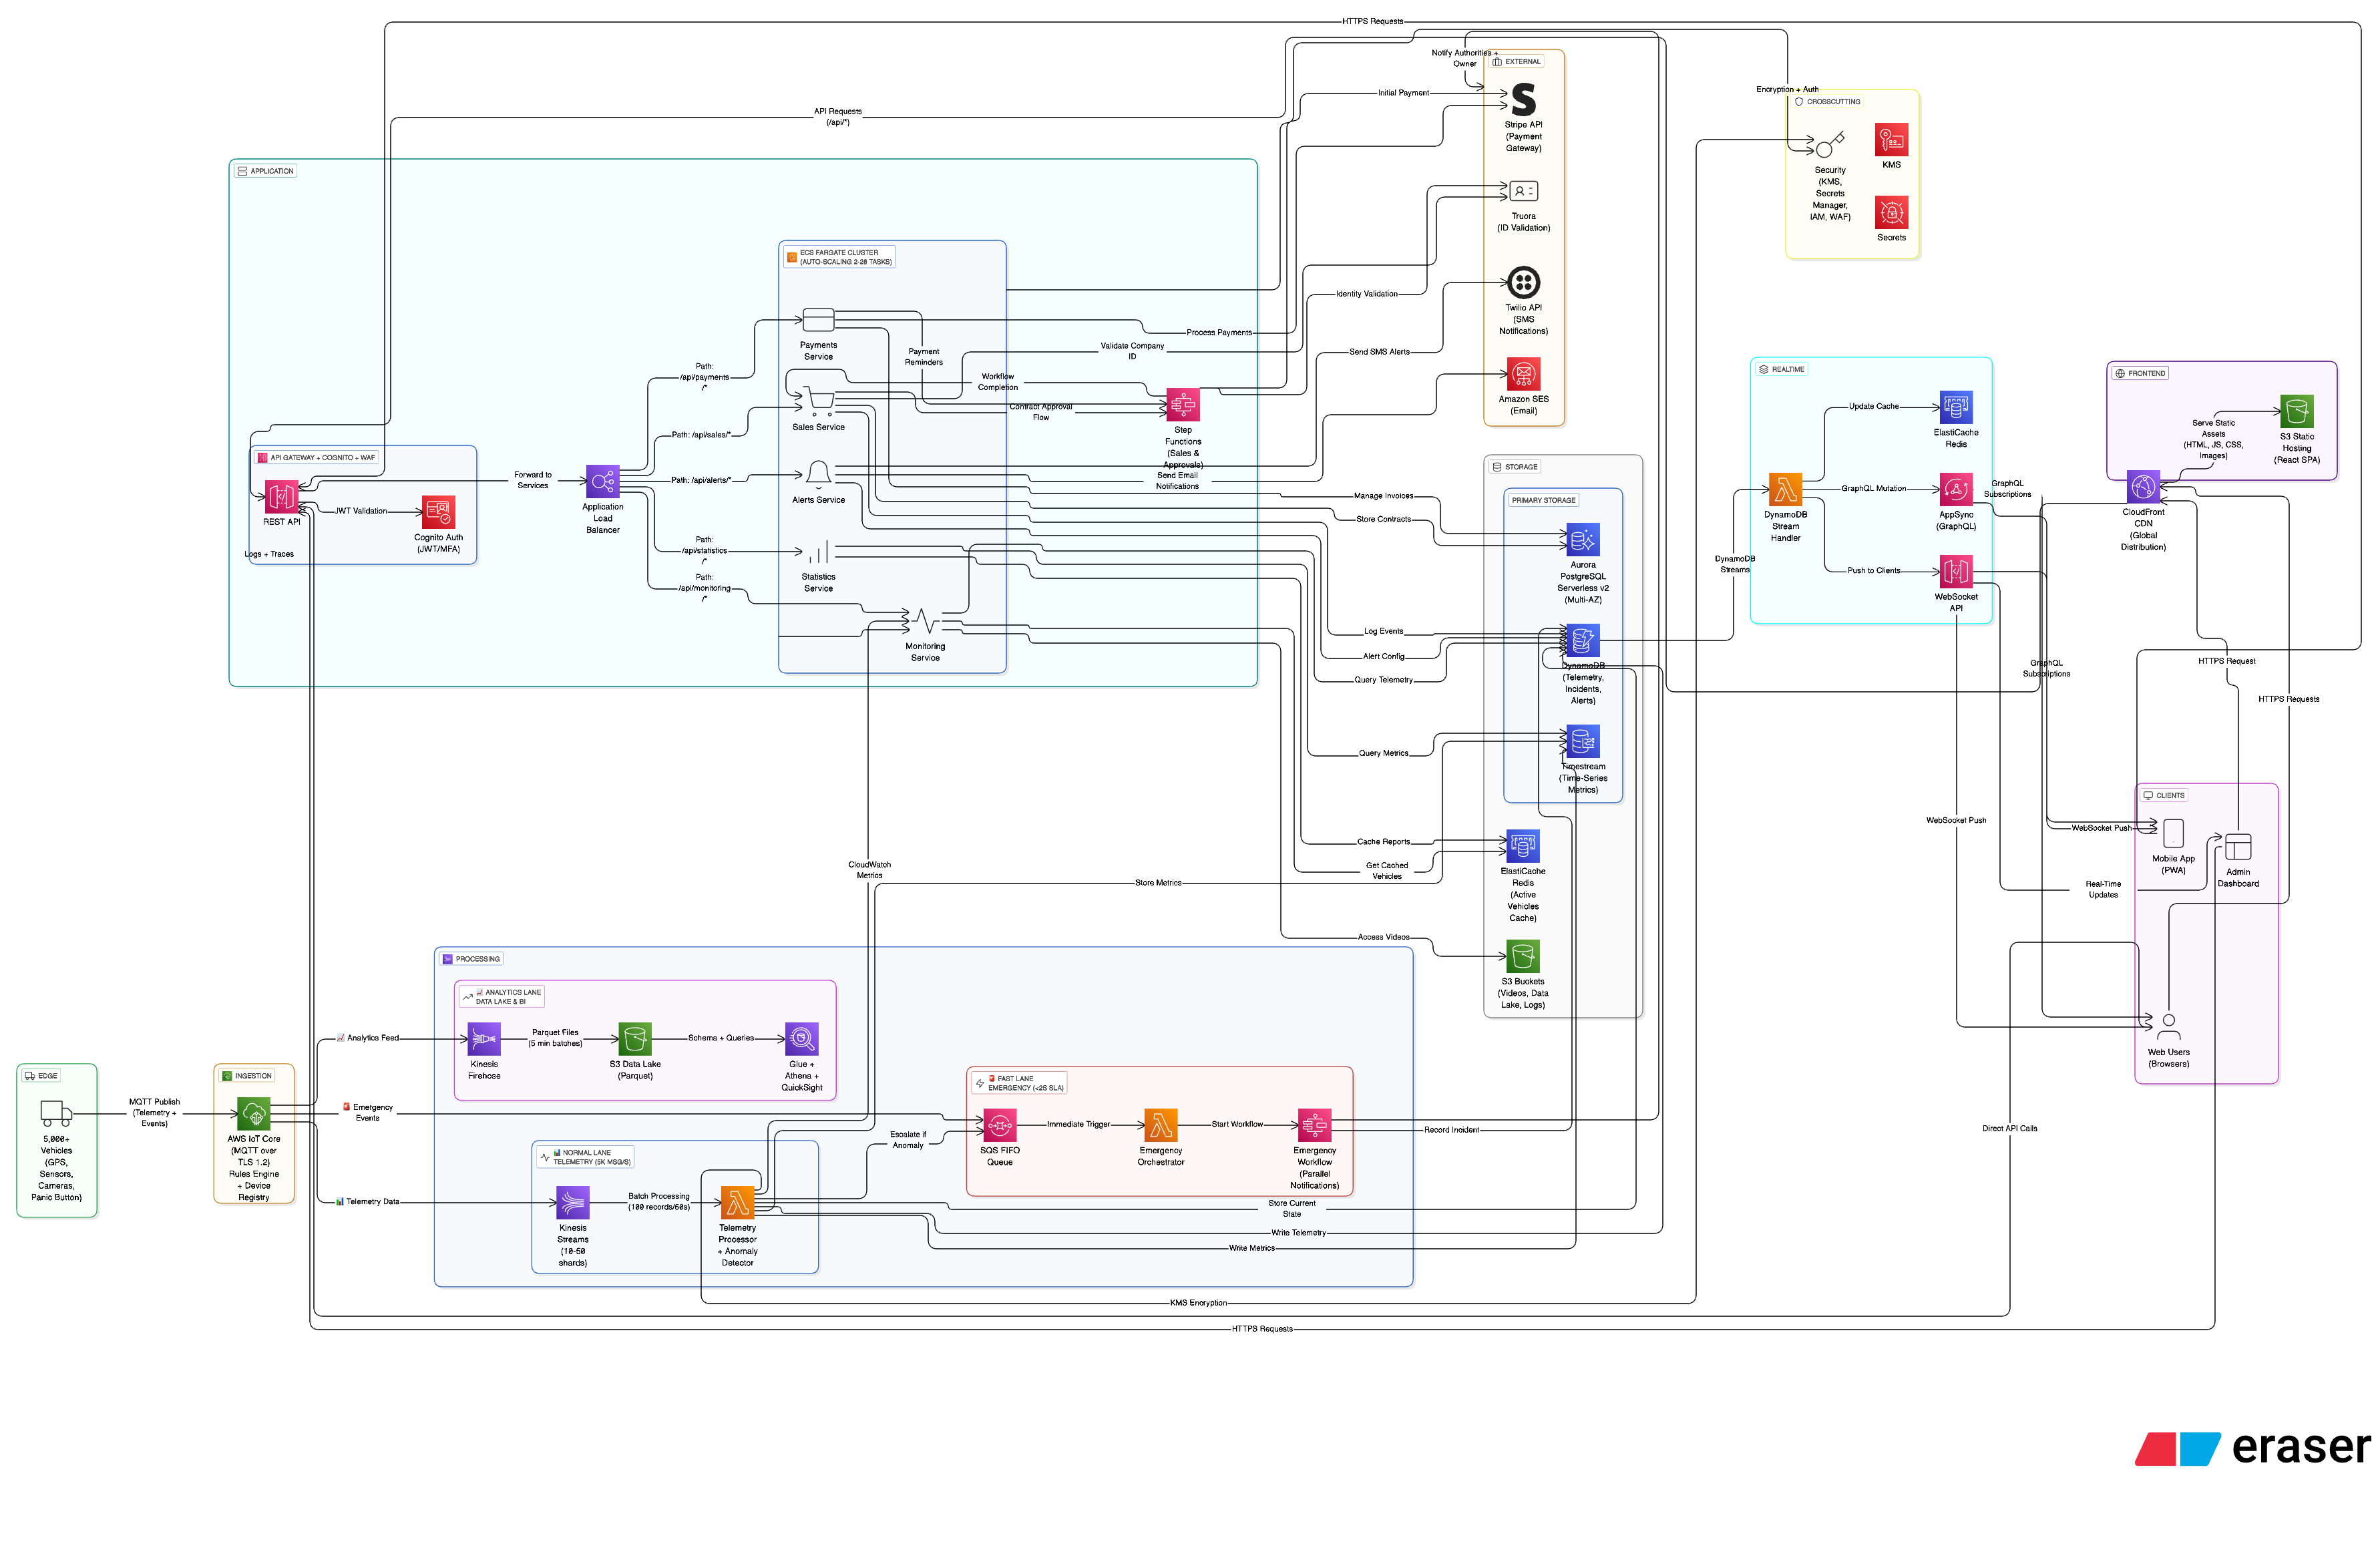 HTTPS Requests
API Requests
(/api/*)
Notify Authorities +
Owner
EXTERNAL
Initial Payment
Stripe API
(Payment
Gateway)
Truora
(ID Validation)
Identity Validation
Twilio API
(SMS
Notifications)
Send SMS Alerts
Amazon SES
(Email)
Encryption + Auth
CROSSCUTTING
Security
(KMS,
Secrets
Manager,
IAM, WAF)
KMS
Secrets
APPLICATION
ECS FARGATE CLUSTER
(AUTO-SCALING 2-20 TASKS)
Payments
Service
Payment
Reminders
Process Payments
Validate Company
ID
Workflow
Completion
Contract Approval
Flow
Sales Service
Step
Functions
(Sales &
Approvals)
Send Email
Notifications
Alerts Service
Statistics
Service
Monitoring
Service
Path:
/api/payments
/*
Path: /api/sales/*
Path: /api/alerts/*
Path:
/api/statistics
/*
Path:
/api/monitoring
/*
API GATEWAY + COGNITO + WAF
REST API
JWT Validation
Cognito Auth
(JWT/MFA)
Logs + Traces
Forward to
Services
Application
Load
Balancer
STORAGE
PRIMARY STORAGE
Manage Invoices
Store Contracts
Aurora
PostgreSQL
Serverless v2
(Multi-AZ)
Log Events
Alert Config
Query Telemetry
DynamoDB
(Telemetry,
Incidents,
Alerts)
Query Metrics
Timestream
(Time-Series
Metrics)
Cache Reports
Get Cached
Vehicles
ElastiCache
Redis
(Active
Vehicles
Cache)
Access Videos
S3 Buckets
(Videos, Data
Lake, Logs)
REALTIME
Update Cache
ElastiCache
Redis
GraphQL Mutation
AppSync
(GraphQL)
GraphQL
Subscriptions
DynamoDB
Stream
Handler
DynamoDB
Streams
Push to Clients
WebSocket
API
FRONTEND
Serve Static
Assets
(HTML, JS, CSS,
Images)
S3 Static
Hosting
(React SPA)
CloudFront
CDN
(Global
Distribution)
HTTPS Request
GraphQL
Subscriptions
HTTPS Requests
CLIENTS
WebSocket Push
WebSocket Push
Mobile App
(PWA)
Admin
Dashboard
Real-Time
Updates
Web Users
(Browsers)
Direct API Calls
CloudWatch
Metrics
Store Metrics
PROCESSING
📈 ANALYTICS LANE
DATA LAKE & BI
Kinesis
Firehose
Parquet Files
(5 min batches)
S3 Data Lake
(Parquet)
Schema + Queries
Glue +
Athena +
QuickSight
🚨 FAST LANE
EMERGENCY (<2S SLA)
SQS FIFO
Queue
Immediate Trigger
Emergency
Orchestrator
Start Workflow
Emergency
Workflow
(Parallel
Notifications)
Record Incident
Escalate if
Anomaly
📊 NORMAL LANE
TELEMETRY (5K MSG/S)
Kinesis
Streams
(10-50
shards)
Batch Processing
(100 records/60s)
Telemetry
Processor
+ Anomaly
Detector
Store Current
State
Write Telemetry
Write Metrics
KMS Encryption
HTTPS Requests
EDGE
5,000+
Vehicles
(GPS,
Sensors,
Cameras,
Panic Button)
MQTT Publish
(Telemetry +
Events)
INGESTION
AWS IoT Core
(MQTT over
TLS 1.2)
Rules Engine
+ Device
Registry
📈 Analytics Feed
🚨 Emergency
Events
📊 Telemetry Data
eraser